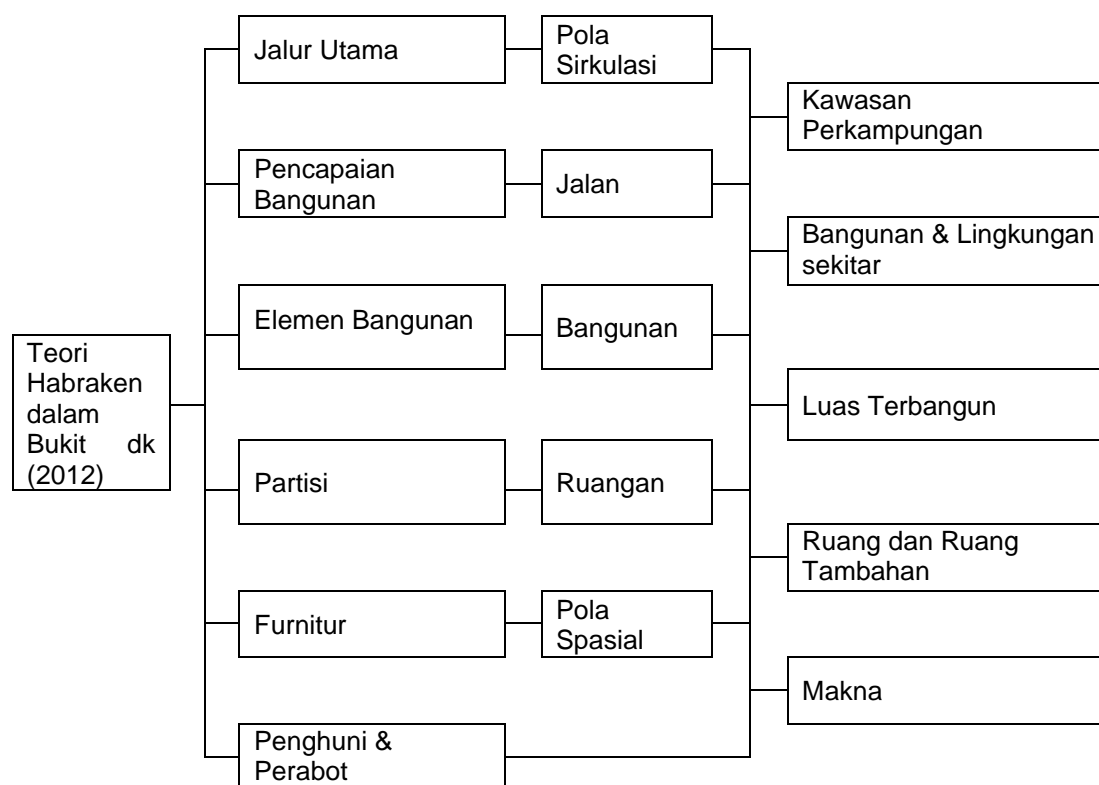 Teori
Habraken
dalam
Bukit dk
(2012)
Jalur Utama
Pencapaian
Bangunan
Elemen Bangunan
Partisi
Furnitur
Penghuni &
Perabot
Pola
Sirkulasi
Jalan
Bangunan
Ruangan
Pola
Spasial
Kawasan
Perkampungan
Bangunan & Lingkungan
sekitar
Luas Terbangun
Ruang dan Ruang
Tambahan
Makna